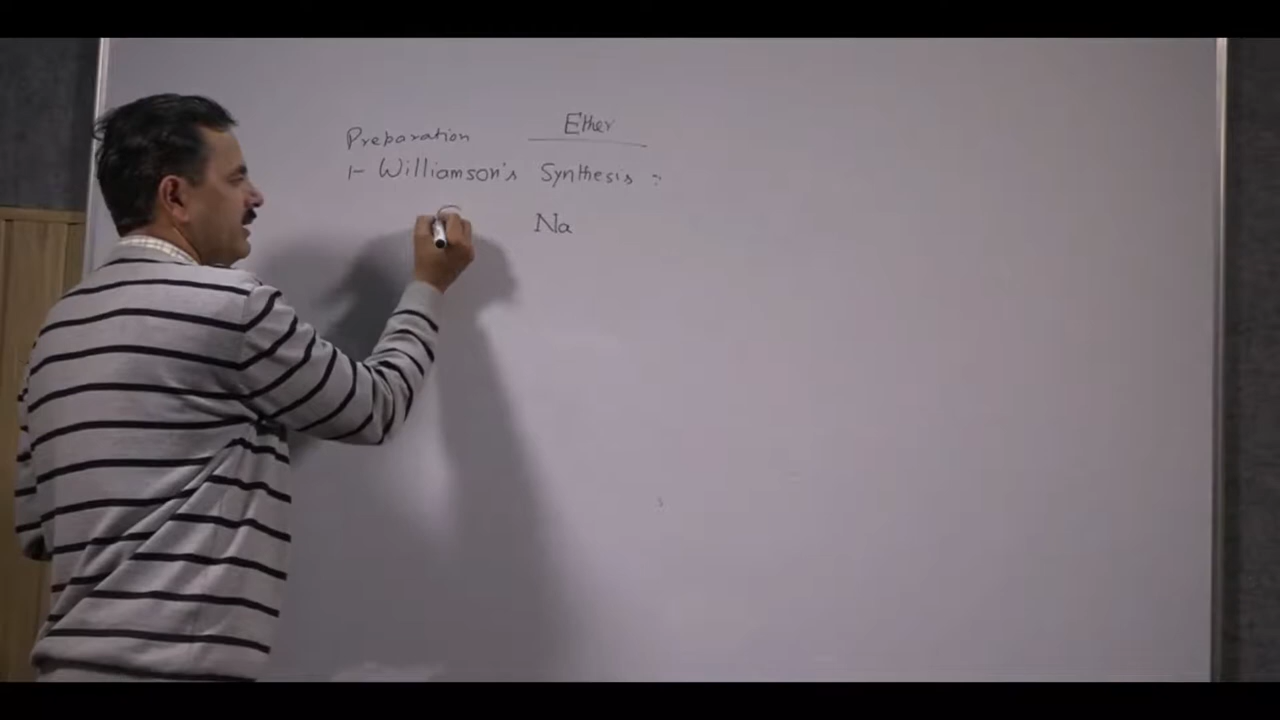 Ether
Preparation
1- Williamson's Synthesis :-
Na